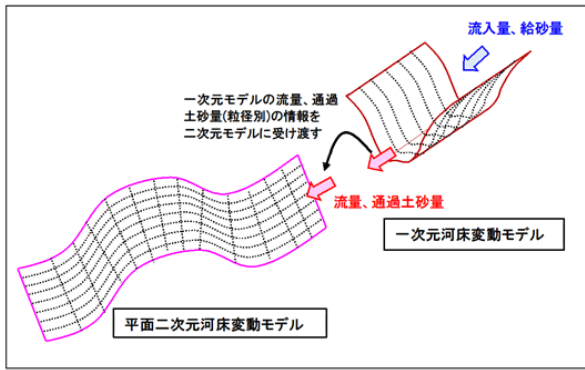 流入量、給砂量
一次元モデルの流量、通過
土砂量(粒径別)の情報を
二次元モデルに受け渡す
流量、通過土砂量
一次元河床変動モデル
平面二次元河床変動モデル